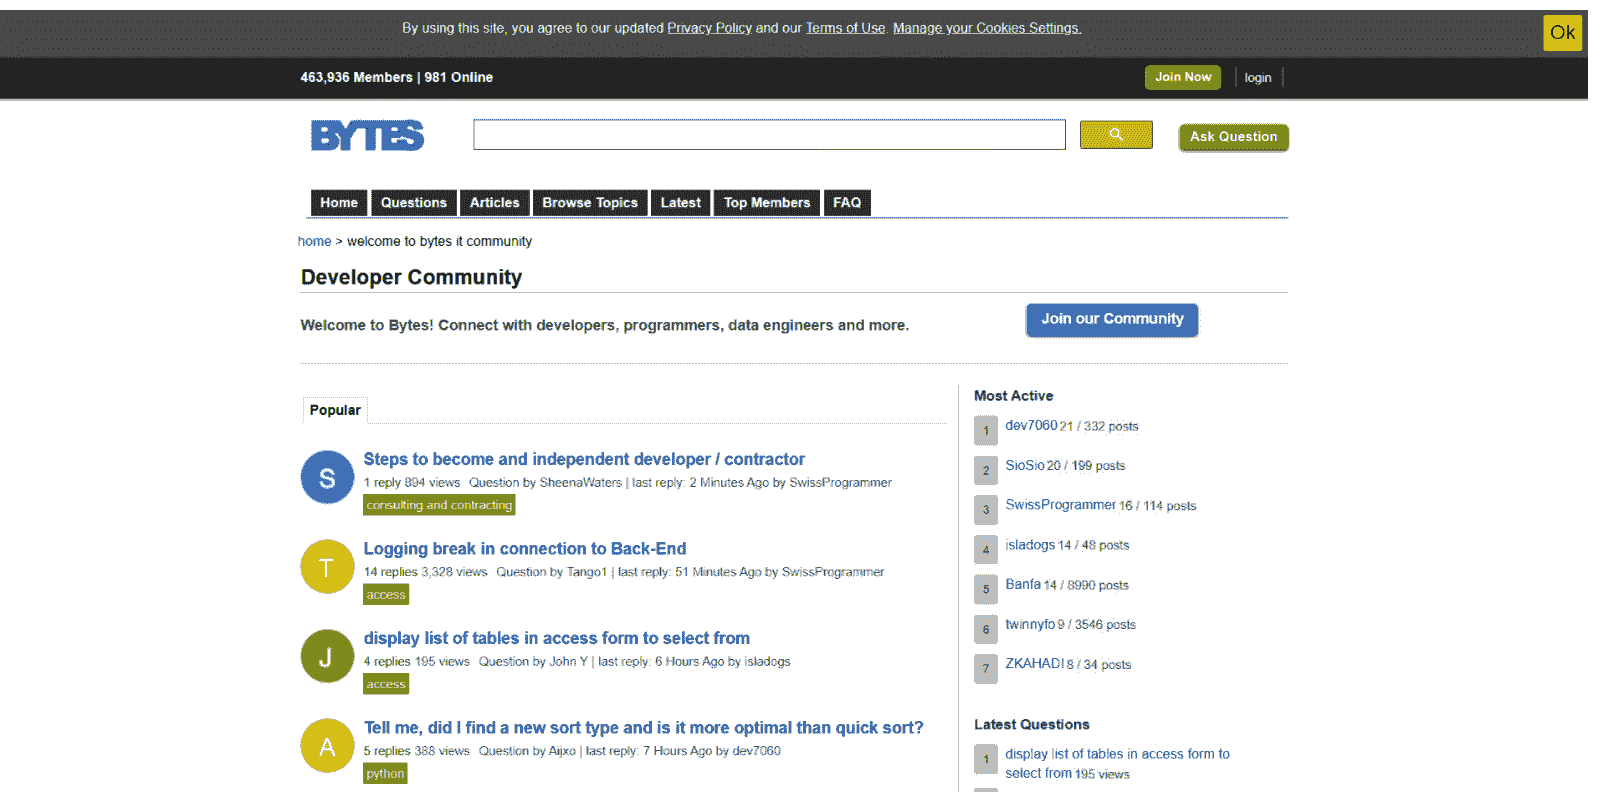 By using this site, you agree to our updated Privacy Policy and our Terms of Use. Manage your Cookies Settings.
Ok
463,936 Members | 981 Online
Join Now
login
BYTES
Ask Question
Home
Questions
Articles
Browse Topics
Latest
Top Members
FAQ
home > welcome to bytes it community
Developer Community
Welcome to Bytes! Connect with developers, programmers, data engineers and more.
Join our Community
Popular
S
Steps to become and independent developer / contractor
1 reply 894 views Question by SheenaWaters | last reply: 2 Minutes Ago by SwissProgrammer
consulting and contracting
T
Logging break in connection to Back-End
14 replies 3,328 views Question by Tango1 | last reply: 51 Minutes Ago by SwissProgrammer
access
J
display list of tables in access form to select from
4 replies 195 views Question by John Y | last reply: 6 Hours Ago by isladogs
access
A
Tell me, did I find a new sort type and is it more optimal than quick sort?
5 replies 388 views Question by Aijxo | last reply: 7 Hours Ago by dev7060
python
Most Active
1 dev7060 21 / 332 posts
2 SioSio 20 / 199 posts
3 SwissProgrammer 16 / 114 posts
4 isladogs 14 / 48 posts
5 Banfa 14 / 8990 posts
6 twinnyfo 9 / 3546 posts
7 ZKAHADI 8 / 34 posts
Latest Questions
1 display list of tables in access form to
select from 195 views